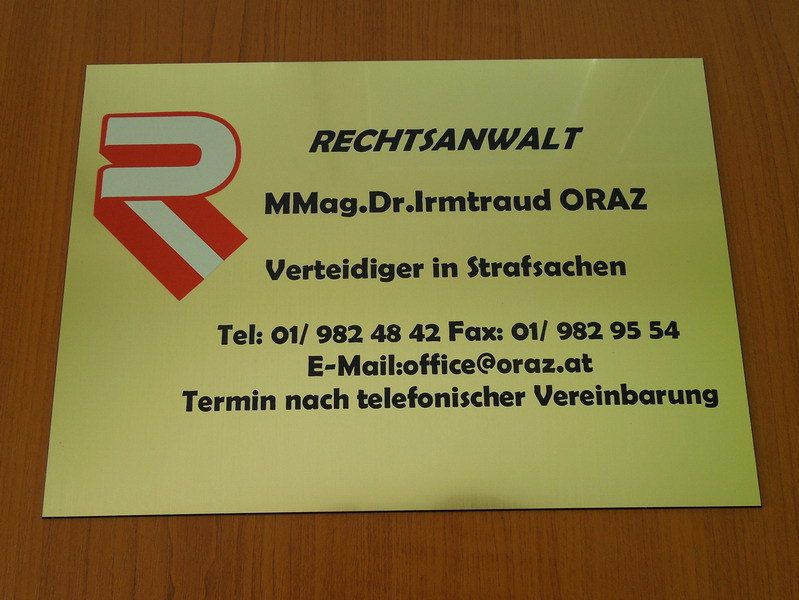 RECHTSANWALT
MMag.Dr.Irmtraud ORAZ
Verteidiger in Strafsachen
Tel: 01/ 982 48 42 Fax: 01/ 982 95 54
E-Mail:office@oraz.at
Termin nach telefonischer Vereinbarung